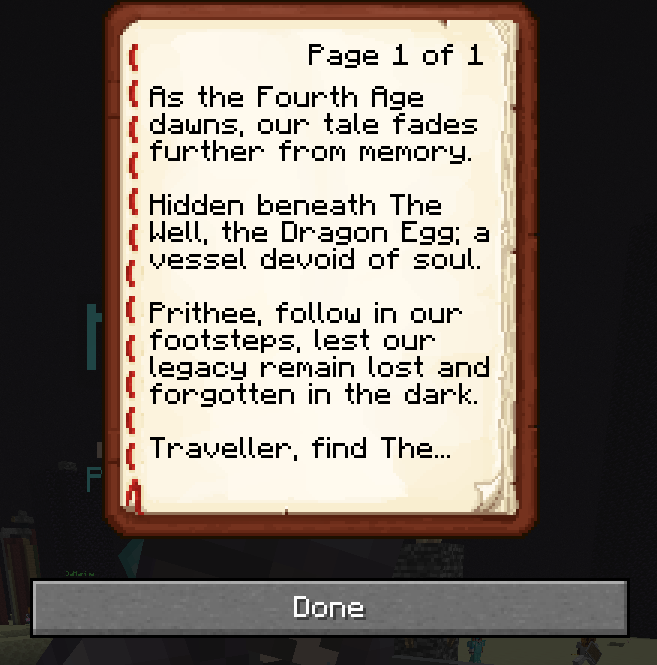 Page 1 of 1
As the Fourth Age
dawns, our tale fades
further from memory.
Hidden beneath The
Well, the Dragon Egg; a
vessel devoid of soul.
Prithee, follow in our
footsteps, lest our
legacy remain lost and
forgotten in the dark.
Traveller, find The...
Done